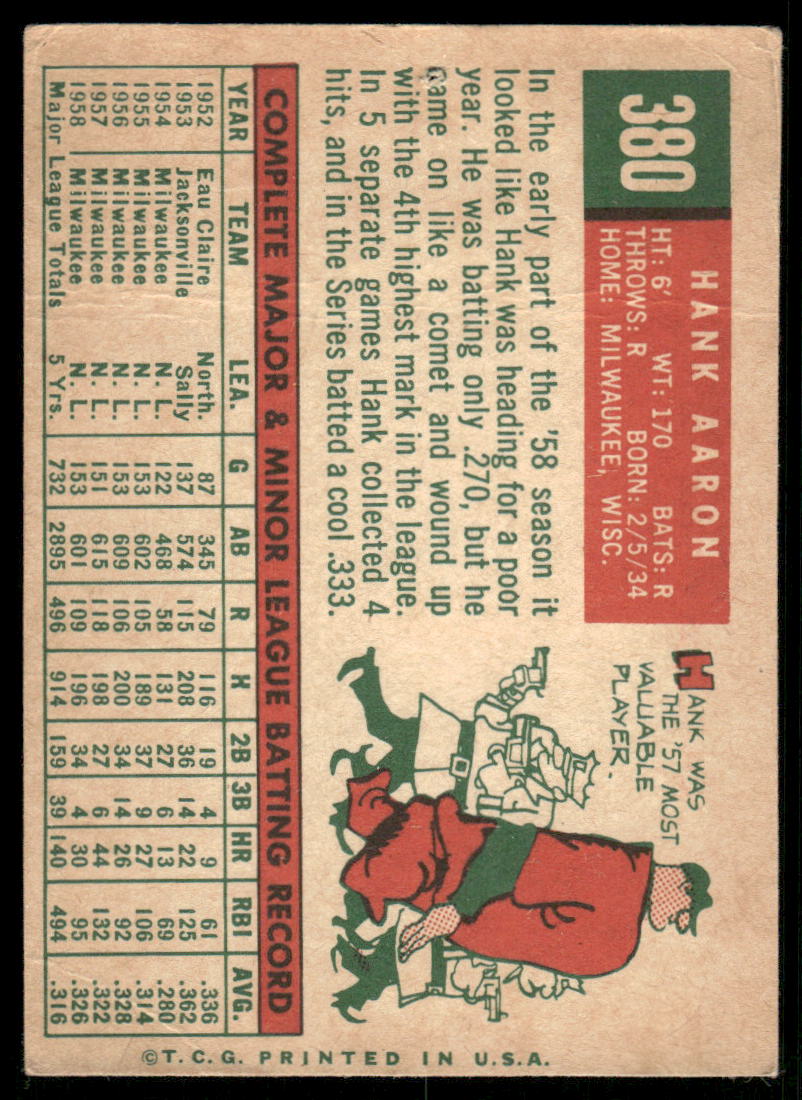 380
HANK AARON
HT: 6' WT: 170 BATS: R
THROWS: R BORN: 2/5/34
HOME: MILWAUKEE, WISC.
In the early part of the '58 season it
looked like Hank was heading for a poor
year. He was batting only .270, but he
came on like a comet and wound up
with the 4th highest mark in the league.
In 5 separate games Hank collected 4
hits, and in the Series batted a cool .333.
HANK WAS
THE '57 MOST
VALUABLE
PLAYER.
COMPLETE MAJOR & MINOR LEAGUE BATTING RECORD
YEAR TEAM LEA. G AB R H 2B 3B HR RBI AVG.
1952 Eau Claire North. 87 345 79 116 19 4 9 61 .336
1953 Jacksonville Sally 137 574 115 208 36 14 22 125 .362
1954 Milwaukee N. L. 122 468 58 131 27 6 13 69 .280
1955 Milwaukee N. L. 153 602 105 189 37 9 27 106 .314
1956 Milwaukee N. L. 153 609 106 200 34 14 26 92 .328
1957 Milwaukee N. L. 151 615 118 198 27 6 44 132 .322
1958 Milwaukee N. L. 153 601 109 196 34 4 30 95 .326
Major League Totals 5 Yrs. 732 2895 496 914 159 39 140 494 .316
©T.C.G. PRINTED IN U.S.A.